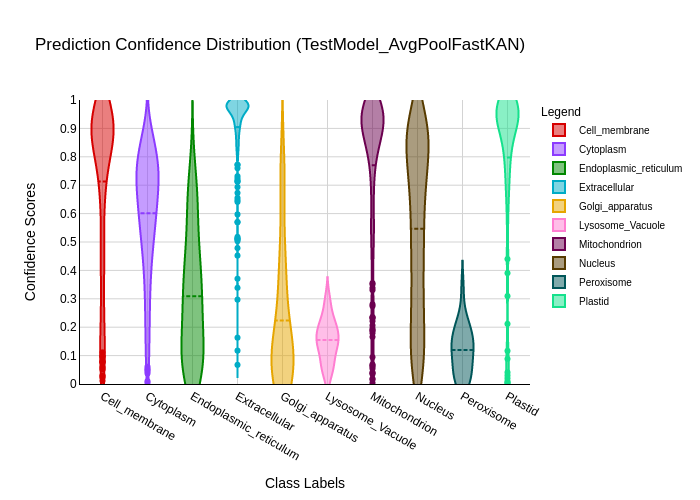 Prediction Confidence Distribution (TestModel_AvgPoolFastKAN)
Legend
Cell_membrane
Cytoplasm
Endoplasmic_reticulum
Extracellular
Golgi_apparatus
Lysosome_Vacuole
Mitochondrion
Nucleus
Peroxisome
Plastid
Confidence Scores
1
0.9
0.8
0.7
0.6
0.5
0.4
0.3
0.2
0.1
0
Cell_membrane
Cytoplasm
Endoplasmic_reticulum
Extracellular
Golgi_apparatus
Lysosome_Vacuole
Mitochondrion
Nucleus
Peroxisome
Plastid
Class Labels